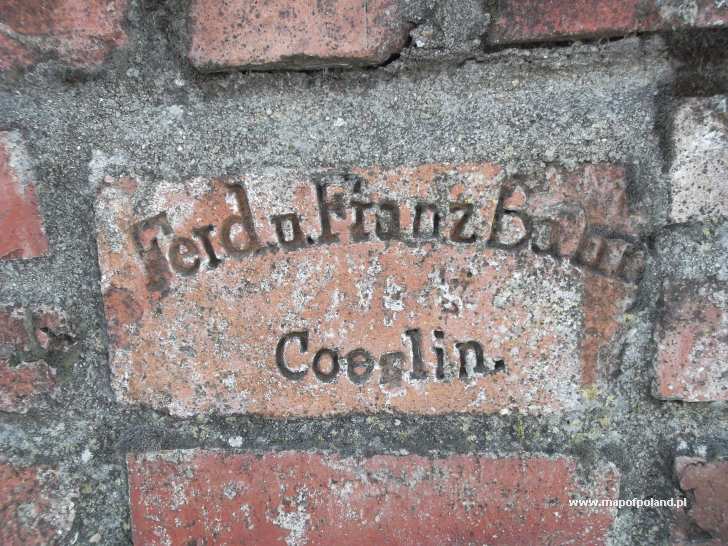 Ferd. u. Franz
Coeslin.
www.mapofpoland.pl